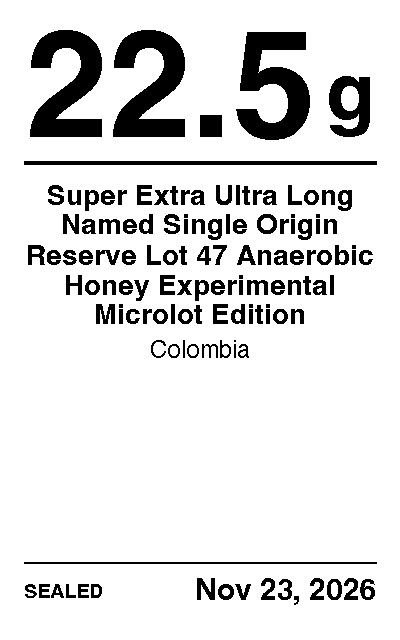 22.5 g
Super Extra Ultra Long
Named Single Origin
Reserve Lot 47 Anaerobic
Honey Experimental
Microlot Edition
Colombia
SEALED Nov 23, 2026